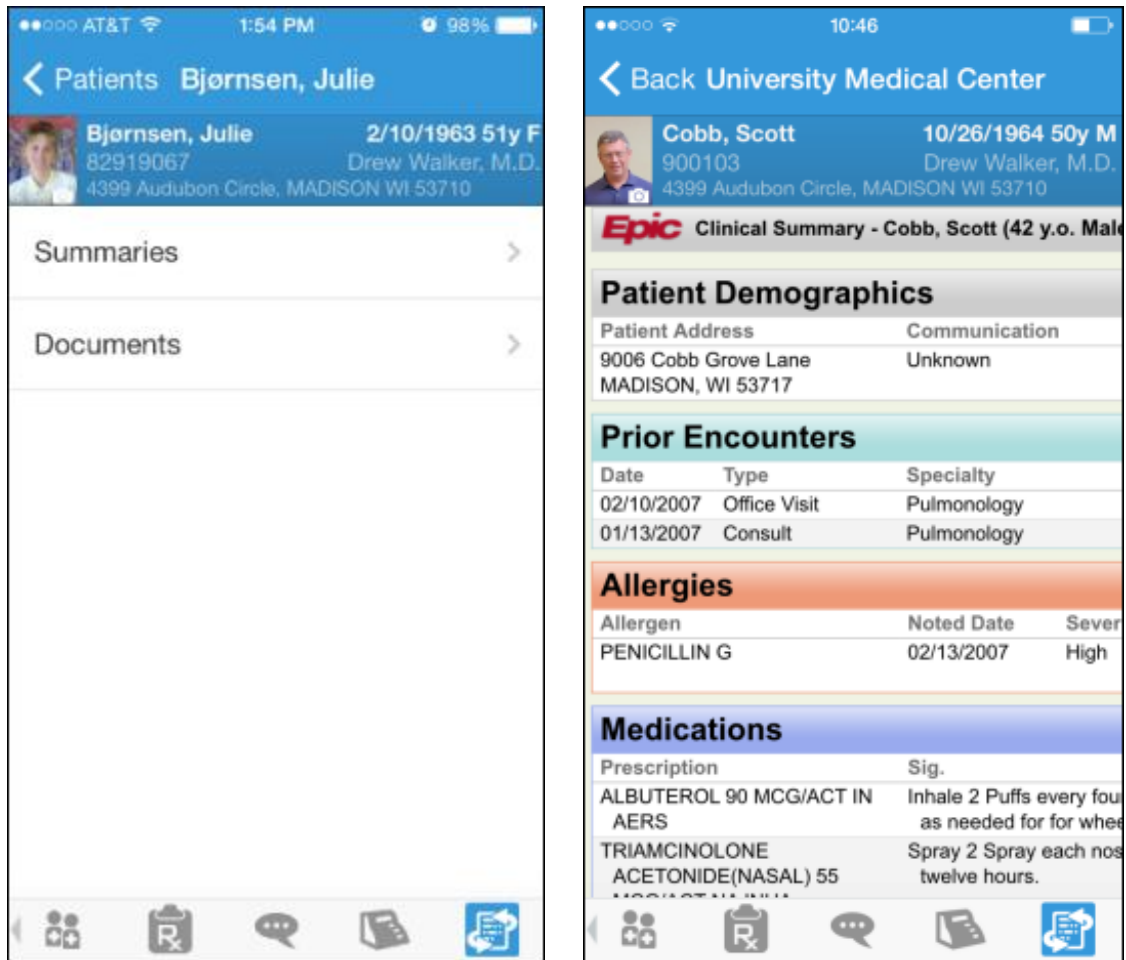 AT&T 1:54 PM 98%
Patients Bjørnsen, Julie
Bjørnsen, Julie 2/10/1963 51y F
82919067 Drew Walker, M.D.
4399 Audubon Circle, MADISON WI 53710
Summaries
Documents
Rx
10:46
Back University Medical Center
Cobb, Scott 10/26/1964 50y M
900103 Drew Walker, M.D.
4399 Audubon Circle, MADISON WI 53710
Epic Clinical Summary - Cobb, Scott (42 y.o. Male
Patient Demographics
Patient Address Communication
9006 Cobb Grove Lane Unknown
MADISON, WI 53717
Prior Encounters
Date Type Specialty
02/10/2007 Office Visit Pulmonology
01/13/2007 Consult Pulmonology
Allergies
Allergen Noted Date Sever
PENICILLIN G 02/13/2007 High
Medications
Prescription Sig.
ALBUTEROL 90 MCG/ACT IN Inhale 2 Puffs every four
AERS as needed for for whee
TRIAMCINOLONE Spray 2 Spray each nos
ACETONIDE(NASAL) 55 twelve hours.
Rx